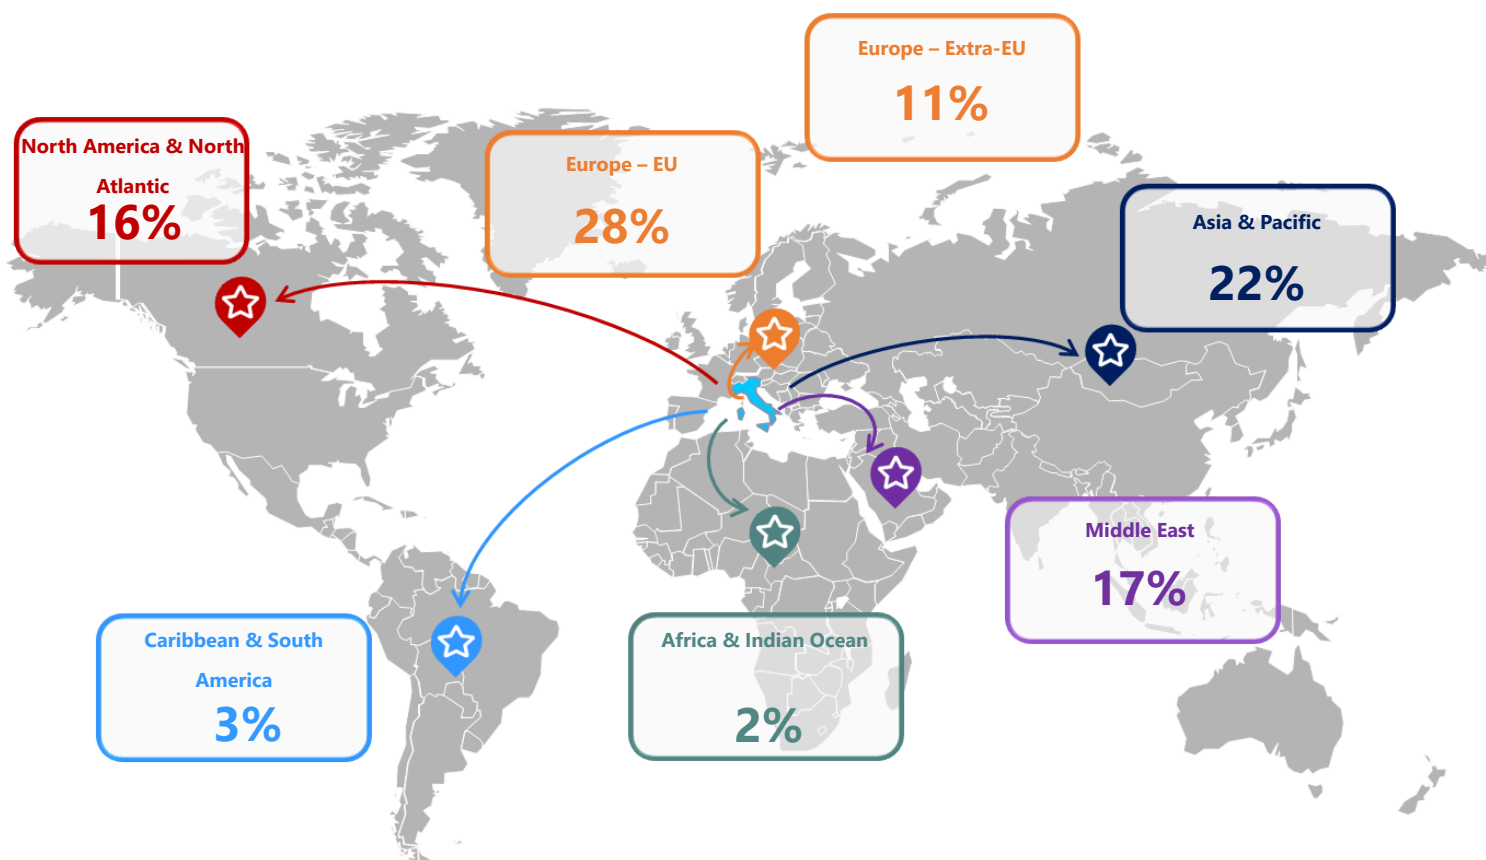 Europe – Extra-EU
11%
North America & North
Atlantic
16%
Europe – EU
28%
Asia & Pacific
22%
Middle East
17%
Caribbean & South
America
3%
Africa & Indian Ocean
2%